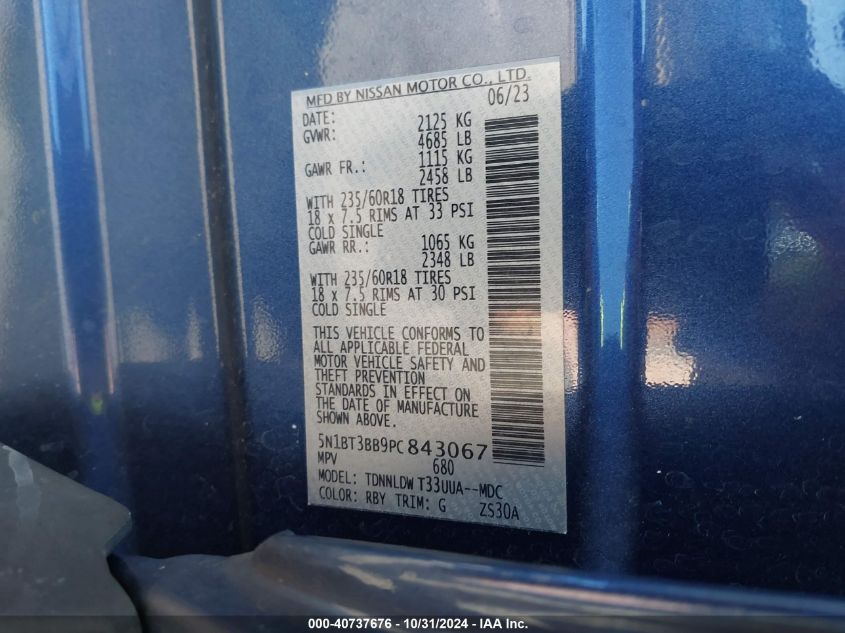 MFD BY NISSAN MOTOR CO., LTD.
DATE: 06/23
GVWR: 2125 KG
4685 LB
GAWR FR.: 1115 KG
2458 LB
WITH 235/60R18 TIRES
18 x 7.5 RIMS AT 33 PSI
COLD SINGLE
GAWR RR.: 1065 KG
2348 LB
WITH 235/60R18 TIRES
18 x 7.5 RIMS AT 30 PSI
COLD SINGLE
THIS VEHICLE CONFORMS TO
ALL APPLICABLE FEDERAL
MOTOR VEHICLE SAFETY AND
THEFT PREVENTION
STANDARDS IN EFFECT ON
THE DATE OF MANUFACTURE
SHOWN ABOVE.
5N1BT3BB9PC843067
MPV 680
MODEL: TDNNLDW T33UUA--MDC
COLOR: RBY TRIM: G ZS30A
000-40737676 - 10/31/2024 - IAA Inc.